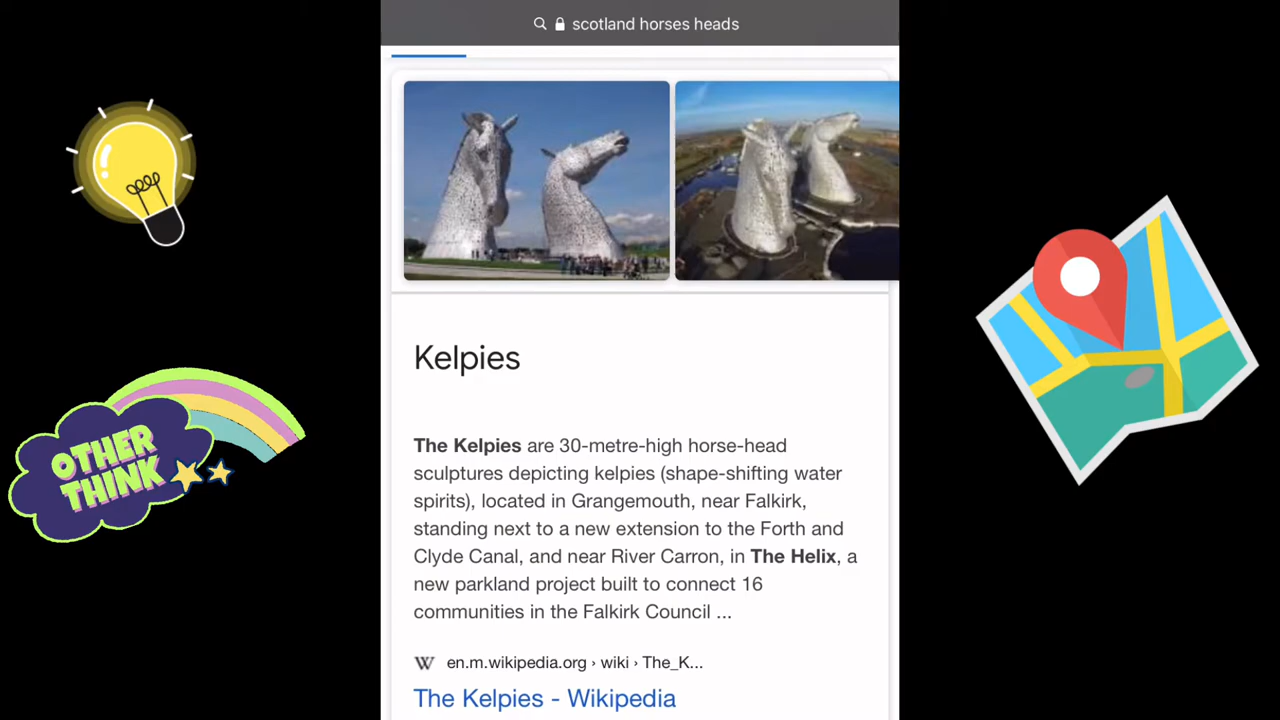 scotland horses heads
Kelpies
The Kelpies are 30-metre-high horse-head
sculptures depicting kelpies (shape-shifting water
spirits), located in Grangemouth, near Falkirk,
standing next to a new extension to the Forth and
Clyde Canal, and near River Carron, in The Helix, a
new parkland project built to connect 16
communities in the Falkirk Council ...
W en.m.wikipedia.org › wiki › The_K...
The Kelpies - Wikipedia
OTHER
THINK